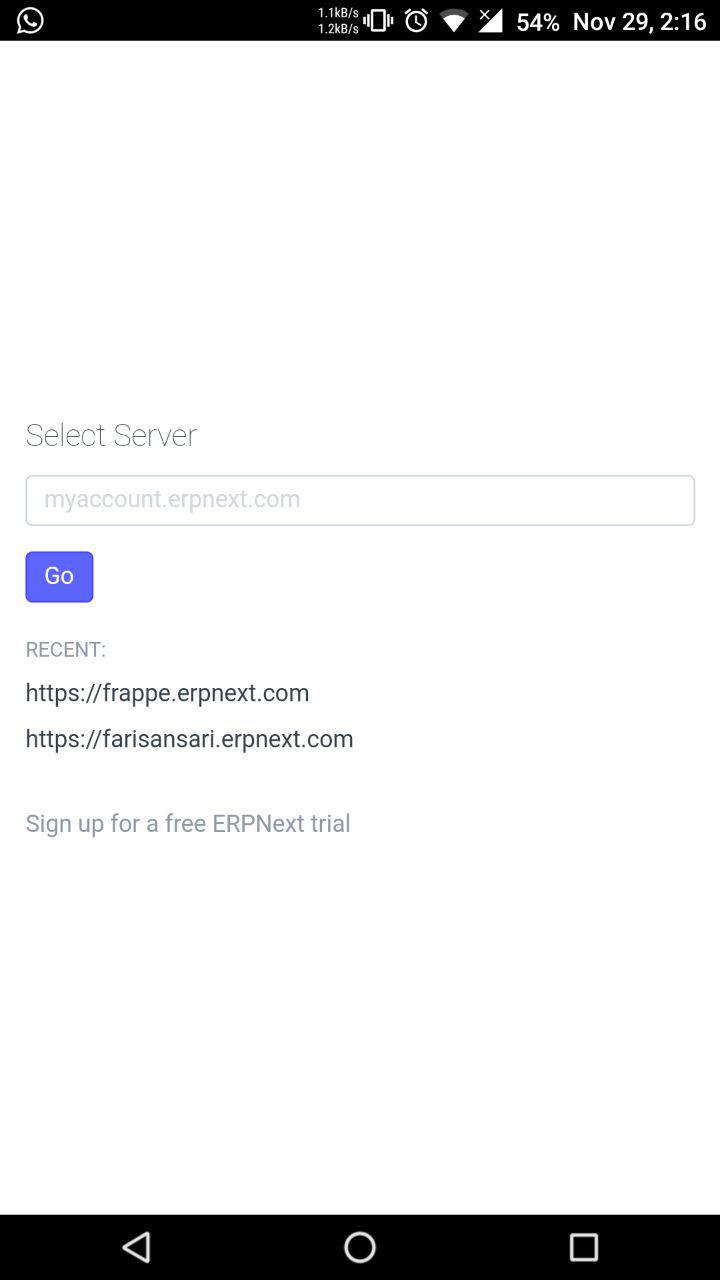 1.1kB/s
1.2kB/s
54% Nov 29, 2:16
Select Server
myaccount.erpnext.com
Go
RECENT:
https://frappe.erpnext.com
https://farisansari.erpnext.com
Sign up for a free ERPNext trial